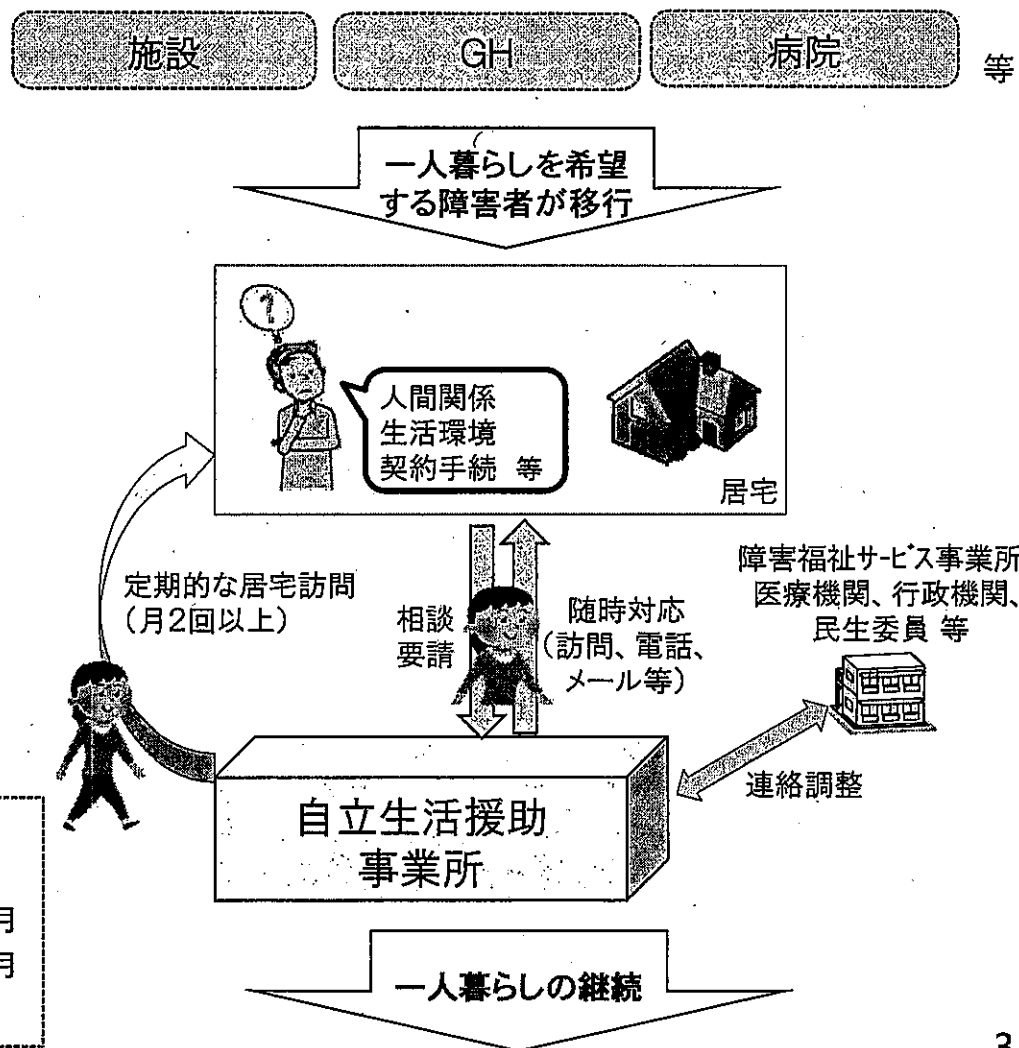 施設
GH
病院
等
一人暮らしを希望
する障害者が移行
?
人間関係
生活環境
契約手続 等
居宅
定期的な居宅訪問
(月2回以上)
相談
要請
随時対応
(訪問、電話、
メール等)
障害福祉サービス事業所
医療機関、行政機関、
民生委員 等
連絡調整
自立生活援助
事業所
月
月
一人暮らしの継続
3